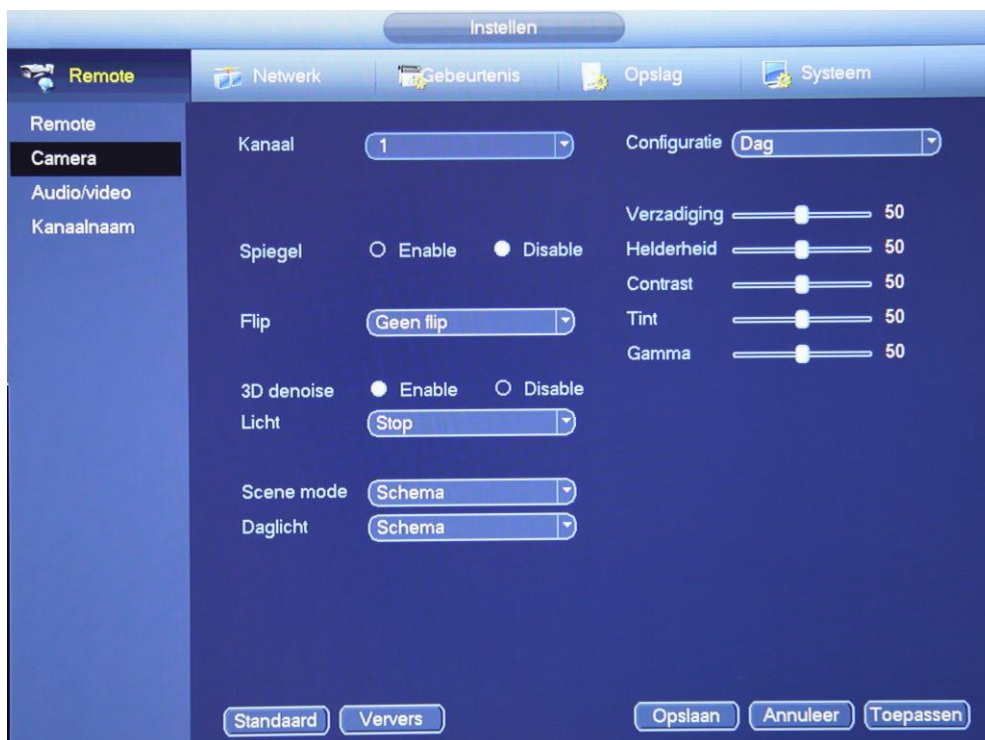 Instellen
Remote Netwerk Gebeurtenis Opslag Systeem
Remote
Camera
Audio/video
Kanaalnaam
Kanaal 1 Configuratie Dag
Verzadiging 50
Spiegel Enable Disable Helderheid 50
Contrast 50
Flip Geen flip Tint 50
Gamma 50
3D denoise Enable Disable
Licht Stop
Scene mode Schema
Daglicht Schema
Standaard Ververs Opslaan Annuleer Toepassen